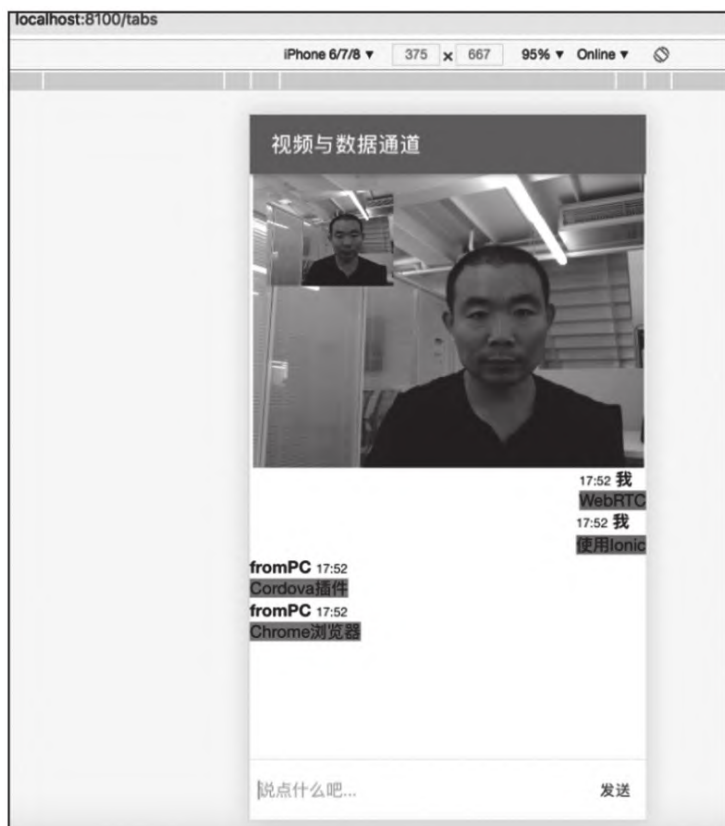 localhost:8100/tabs
iPhone 6/7/8 ▼ 375 × 667 95% ▼ Online ▼
视频与数据通道
17:52 我
WebRTC
17:52 我
使用Ionic
fromPC 17:52
Cordova插件
fromPC 17:52
Chrome浏览器
说点什么吧... 发送